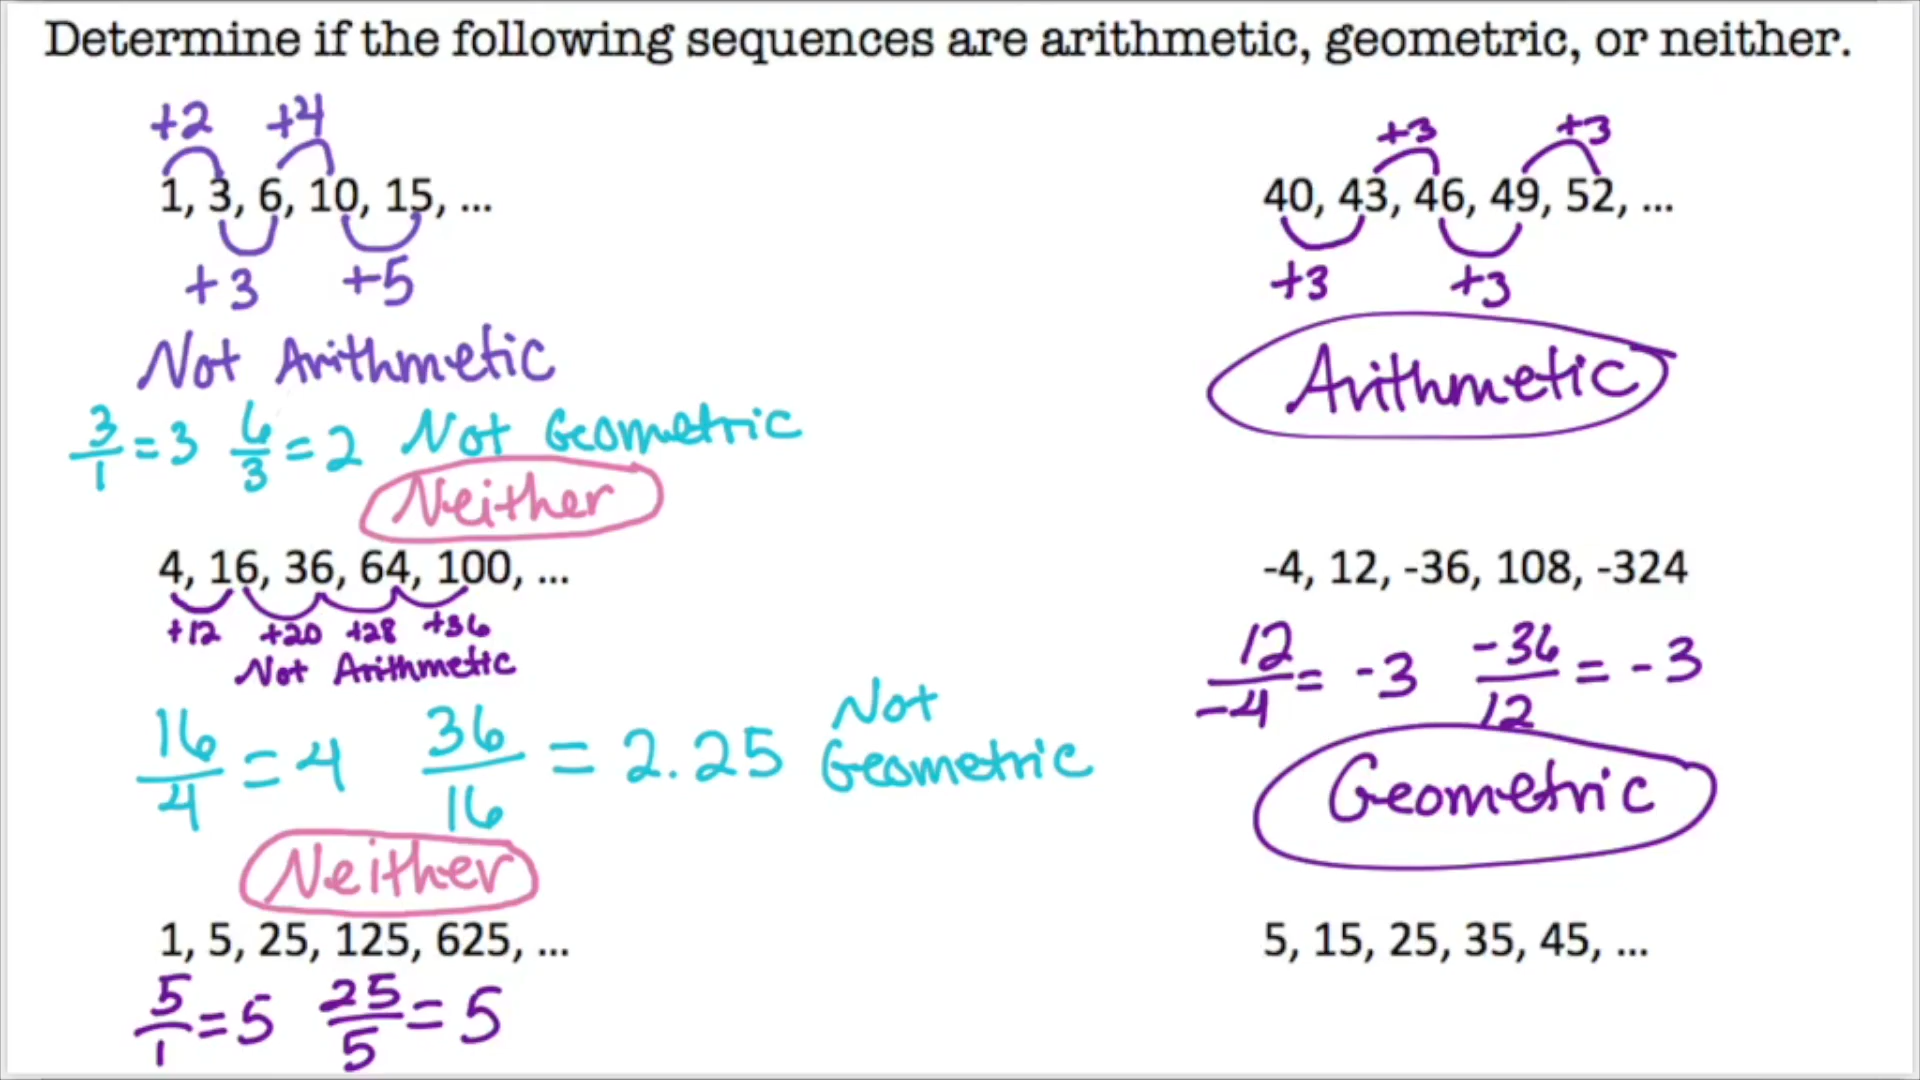 Determine if the following sequences are arithmetic, geometric, or neither.
+2 +4
1, 3, 6, 10, 15, ...
+3 +5
Not Arithmetic
3/1 = 3 6/3 = 2 Not Geometric
Neither
+3 +3
40, 43, 46, 49, 52, ...
+3 +3
Arithmetic
4, 16, 36, 64, 100, ...
+12 +20 +28 +36
Not Arithmetic
16/4 = 4 36/16 = 2.25 Not
Geometric
Neither
-4, 12, -36, 108, -324
12/-4 = -3 -36/12 = -3
Geometric
1, 5, 25, 125, 625, ...
5/1 = 5 25/5 = 5
5, 15, 25, 35, 45, ...